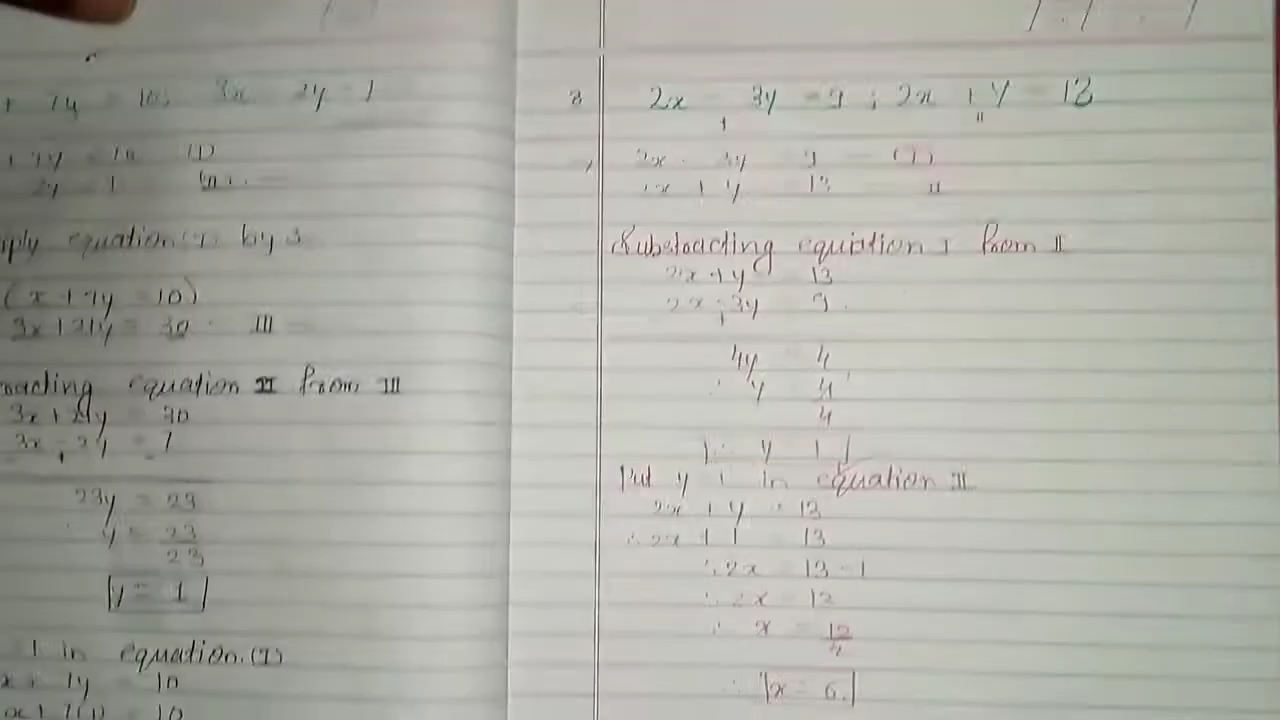 7y = 10; 3x - 2y = 1
+ 7y = 10 (I)
2y = 1 (II)
iply equation (I) by 3
(x + 7y = 10)
3x + 21y = 30 III
racting equation II from III
3x + 21y = 30
3x - 2y = 1
23y = 23
y = 23
23
y = 1
1 in equation (I)
x + 7y = 10
x + 7(1) = 10
2x - 3y = 9 ; 2x + y = 13
2x - 3y 9 (I)
2x + y 13 II
Substracting equation I from II
2x + y 13
2x - 3y 9
4y 4
y 4
4
y 1
Put y 1 in equation II
2x + y = 13
∴ 2x + 1 13
∴ 2x = 13 - 1
∴ 2x = 12
∴ x = 12
x = 6